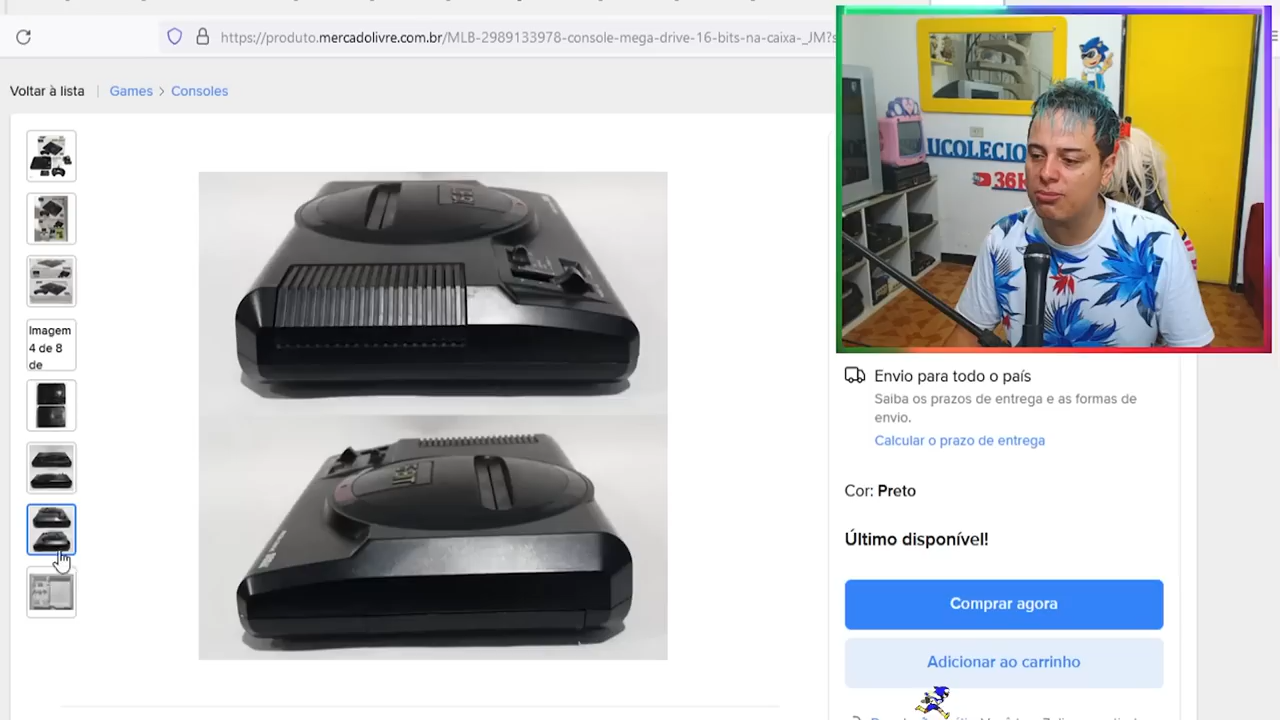 https://produto.mercadolivre.com.br/MLB-2989133978-console-mega-drive-16-bits-na-caixa-_JM?s
Voltar à lista
Games > Consoles
Imagem
4 de 8
de
UCOLECIO
36
Envio para todo o país
Saiba os prazos de entrega e as formas de
envio.
Calcular o prazo de entrega
Cor: Preto
Último disponível!
Comprar agora
Adicionar ao carrinho